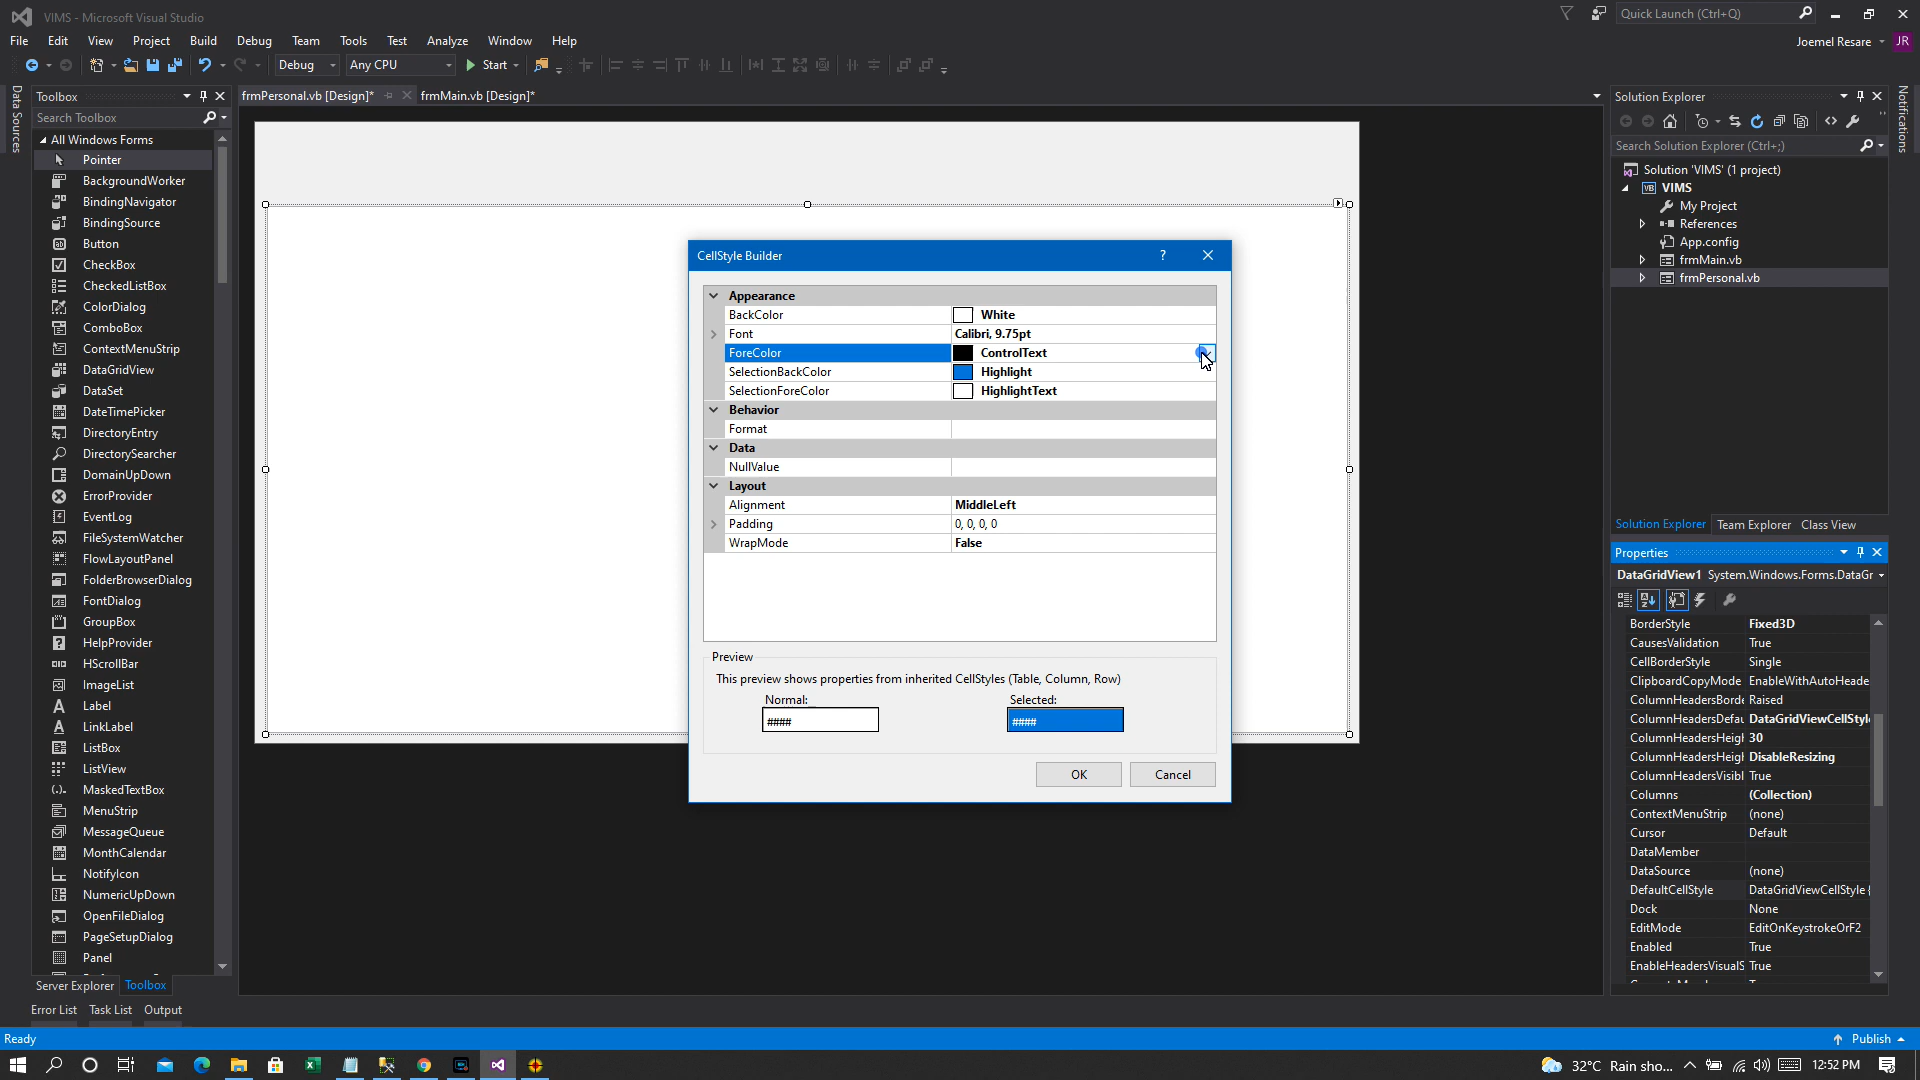 VIMS - Microsoft Visual Studio
Quick Launch (Ctrl+Q)
File Edit View Project Build Debug Team Tools Test Analyze Window Help
Joemel Resare JR
Debug Any CPU Start
Data Sources
Toolbox
Search Toolbox
All Windows Forms
Pointer
BackgroundWorker
BindingNavigator
BindingSource
Button
CheckBox
CheckedListBox
ColorDialog
ComboBox
ContextMenuStrip
DataGridView
DataSet
DateTimePicker
DirectoryEntry
DirectorySearcher
DomainUpDown
ErrorProvider
EventLog
FileSystemWatcher
FlowLayoutPanel
FolderBrowserDialog
FontDialog
GroupBox
HelpProvider
HScrollBar
ImageList
Label
LinkLabel
ListBox
ListView
MaskedTextBox
MenuStrip
MessageQueue
MonthCalendar
NotifyIcon
NumericUpDown
OpenFileDialog
PageSetupDialog
Panel
Server Explorer Toolbox
Error List Task List Output
frmPersonal.vb [Design]* frmMain.vb [Design]*
CellStyle Builder ?
Appearance
BackColor White
Font Calibri, 9.75pt
ForeColor ControlText
SelectionBackColor Highlight
SelectionForeColor HighlightText
Behavior
Format
Data
NullValue
Layout
Alignment MiddleLeft
Padding 0, 0, 0, 0
WrapMode False
Preview
This preview shows properties from inherited CellStyles (Table, Column, Row)
Normal: Selected:
#### ####
OK Cancel
Solution Explorer
Search Solution Explorer (Ctrl+;)
Solution 'VIMS' (1 project)
VB VIMS
My Project
References
App.config
frmMain.vb
frmPersonal.vb
Solution Explorer Team Explorer Class View
Properties
DataGridView1 System.Windows.Forms.DataGr
BorderStyle Fixed3D
CausesValidation True
CellBorderStyle Single
ClipboardCopyMode EnableWithAutoHeade
ColumnHeadersBorde Raised
ColumnHeadersDefau DataGridViewCellStyl
ColumnHeadersHeigh 30
ColumnHeadersHeigh DisableResizing
ColumnHeadersVisibl True
Columns (Collection)
ContextMenuStrip (none)
Cursor Default
DataMember
DataSource (none)
DefaultCellStyle DataGridViewCellStyle {
Dock None
EditMode EditOnKeystrokeOrF2
Enabled True
EnableHeadersVisualS True
Notifications
Ready
Publish
32°C Rain sho...
12:52 PM